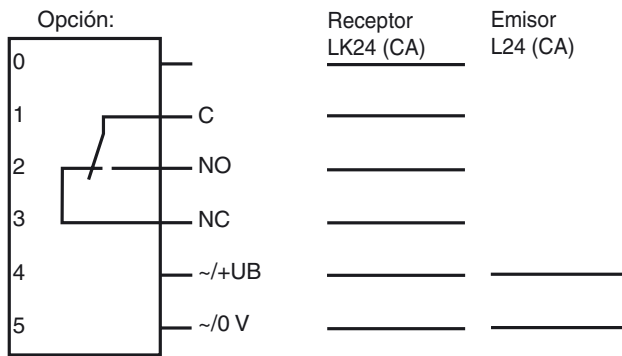 Opción:
Receptor
LK24 (CA)
Emisor
L24 (CA)
0
1 C
2 NO
3 NC
4 ~/+UB
5 ~/0 V